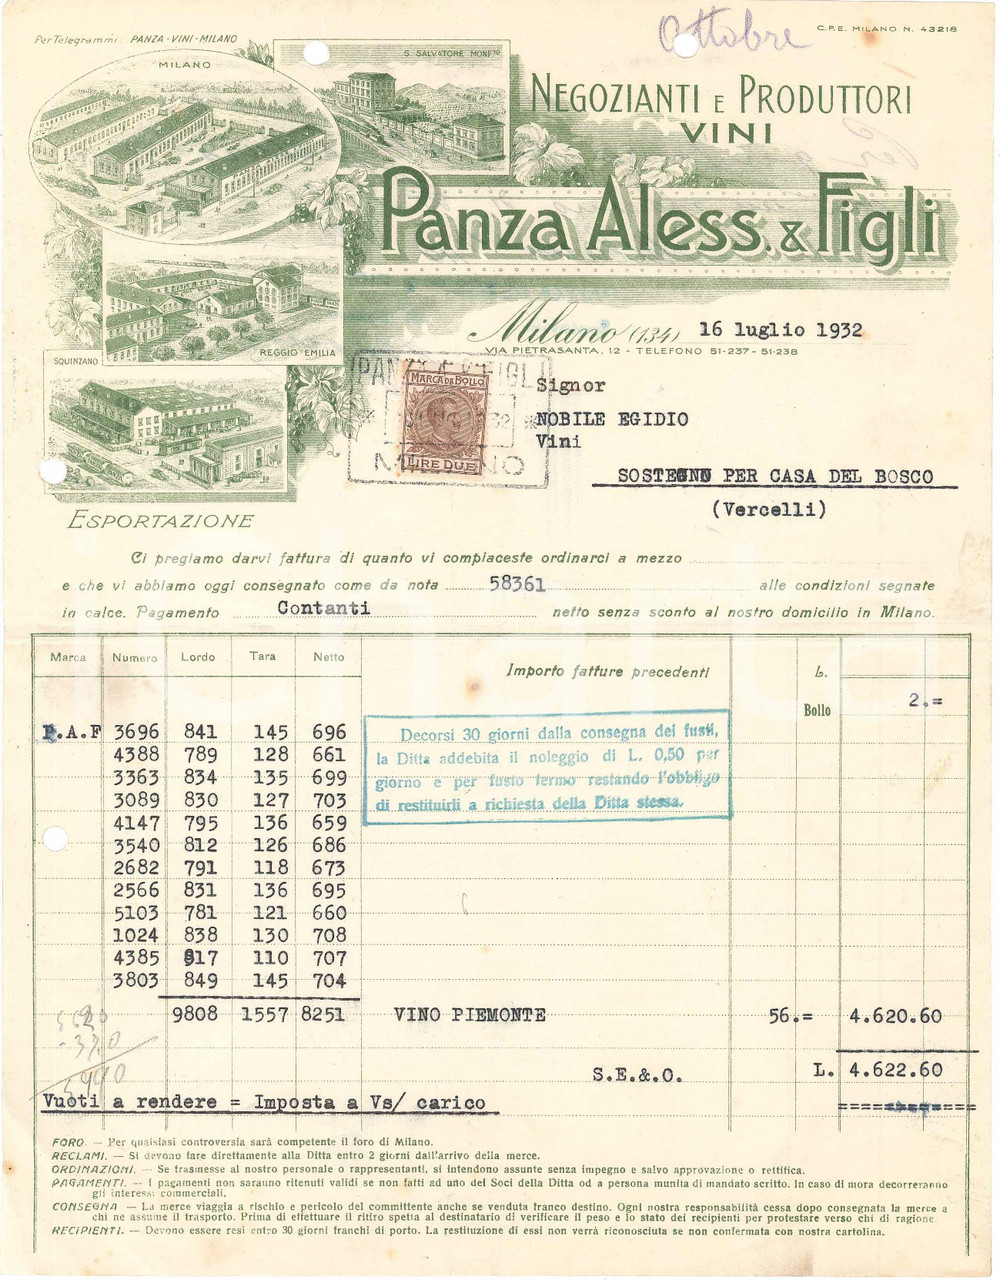 Per Telegrammi: PANZA - VINI - MILANO
Ottobre
C.P.E. MILANO N. 43218
MILANO
S. SALVATORE MONF.TO
REGGIO EMILIA
SQUINZANO
ESPORTAZIONE
NEGOZIANTI E PRODUTTORI
VINI
Panza Aless. & Figli
Milano (134) 16 luglio 1932
VIA PIETRASANTA, 12 - TELEFONO 51-237 - 51-238
MARCA DA BOLLO
LIRE DUE
MILANO
Signor
NOBILE EGIDIO
Vini
SOSTEGNO PER CASA DEL BOSCO
(Vercelli)
Ci pregiamo darvi fattura di quanto vi compiaceste ordinarci a mezzo
e che vi abbiamo oggi consegnato come da nota 58361 alle condizioni segnate
in calce. Pagamento Contanti netto senza sconto al nostro domicilio in Milano.
Marca Numero Lordo Tara Netto Importo fatture precedenti L.
Bollo 2.=
P.A.F 3696 841 145 696
4388 789 128 661
3363 834 135 699
3089 830 127 703
4147 795 136 659
3540 812 126 686
2682 791 118 673
2566 831 136 695
5103 781 121 660
1024 838 130 708
4385 817 110 707
3803 849 145 704
Decorsi 30 giorni dalla consegna dei fusti,
la Ditta addebita il noleggio di L. 0,50 per
giorno e per fusto fermo restando l'obbligo
di restituirli a richiesta della Ditta stessa.
9808 1557 8251 VINO PIEMONTE 56.= 4.620.60
S.E.&.O. L. 4.622.60
Vuoti a rendere = Imposta a Vs/ carico
FORO. — Per qualsiasi controversia sarà competente il foro di Milano.
RECLAMI. — Si devono fare direttamente alla Ditta entro 2 giorni dall'arrivo della merce.
ORDINAZIONI. — Se trasmesse al nostro personale o rappresentanti, si intendono assunte senza impegno e salvo approvazione o rettifica.
PAGAMENTI. — I pagamenti non saranno ritenuti validi se non fatti ad uno dei Soci della Ditta od a persona munita di mandato scritto. In caso di mora decorreranno
gli interessi commerciali.
CONSEGNA — La merce viaggia a rischio e pericolo del committente anche se venduta franco destino. Ogni nostra responsabilità cessa dopo consegnata la merce a
chi ne assume il trasporto. Prima di effettuare il ritiro spetta al destinatario di verificare il peso e lo stato dei recipienti per protestare verso chi di ragione.
RECIPIENTI. — Devono essere resi entro 30 giorni franchi di porto. La restituzione di essi non verrà riconosciuta se non confermata con nostra cartolina.